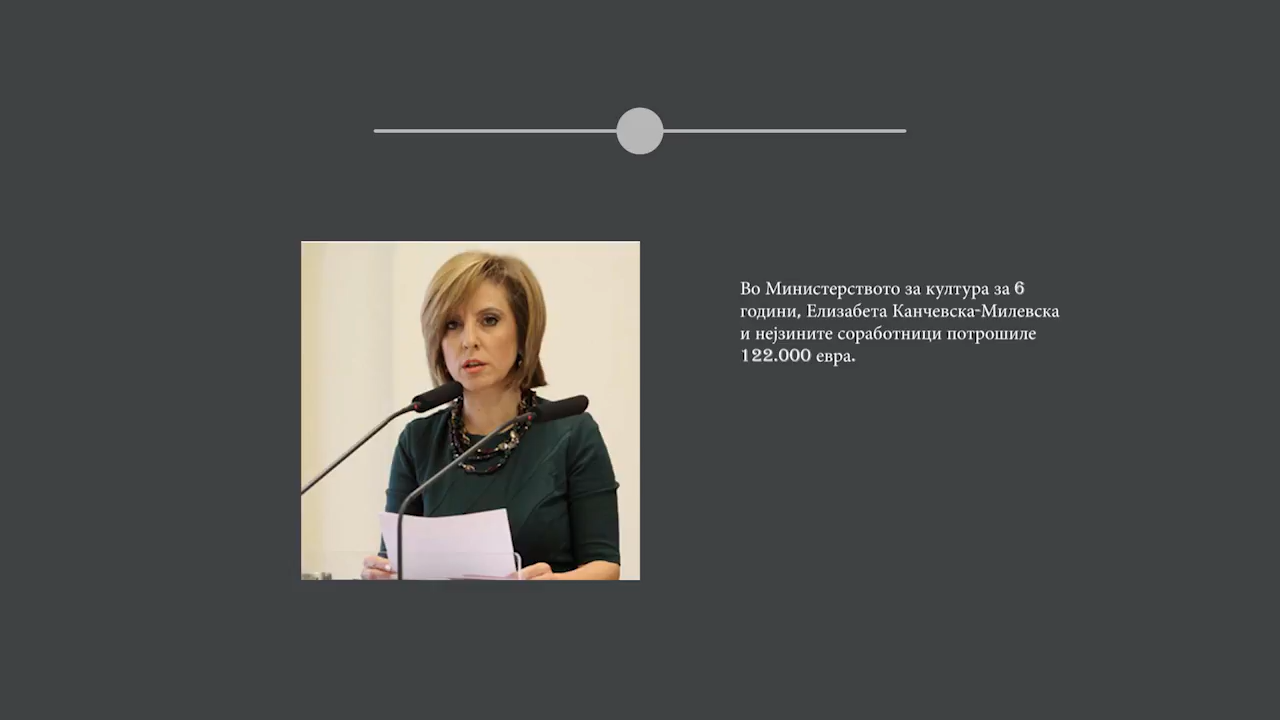 Во Министерството за култура за 6
години, Елизабета Канчевска-Милевска
и нејзините соработници потрошиле
122.000 евра.